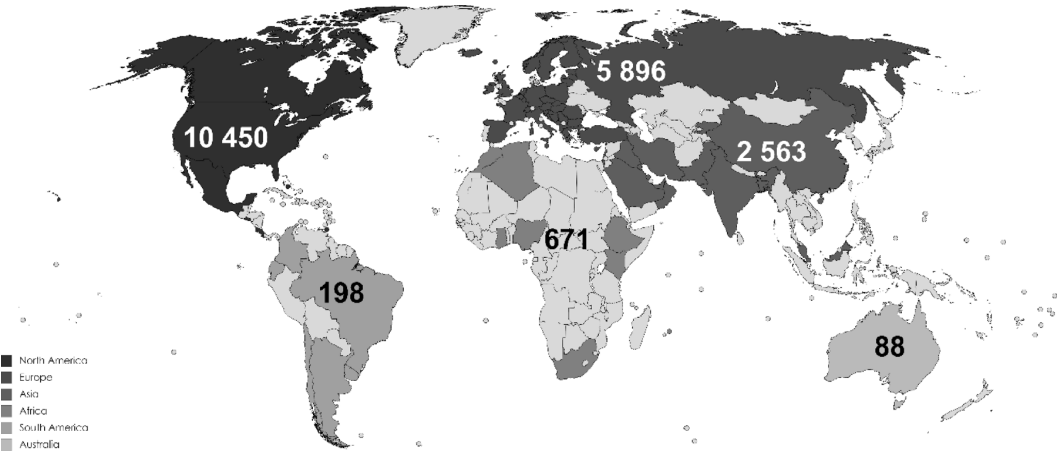 5 896
10 450
2 563
671
198
88
North America
Europe
Asia
Africa
South America
Australia